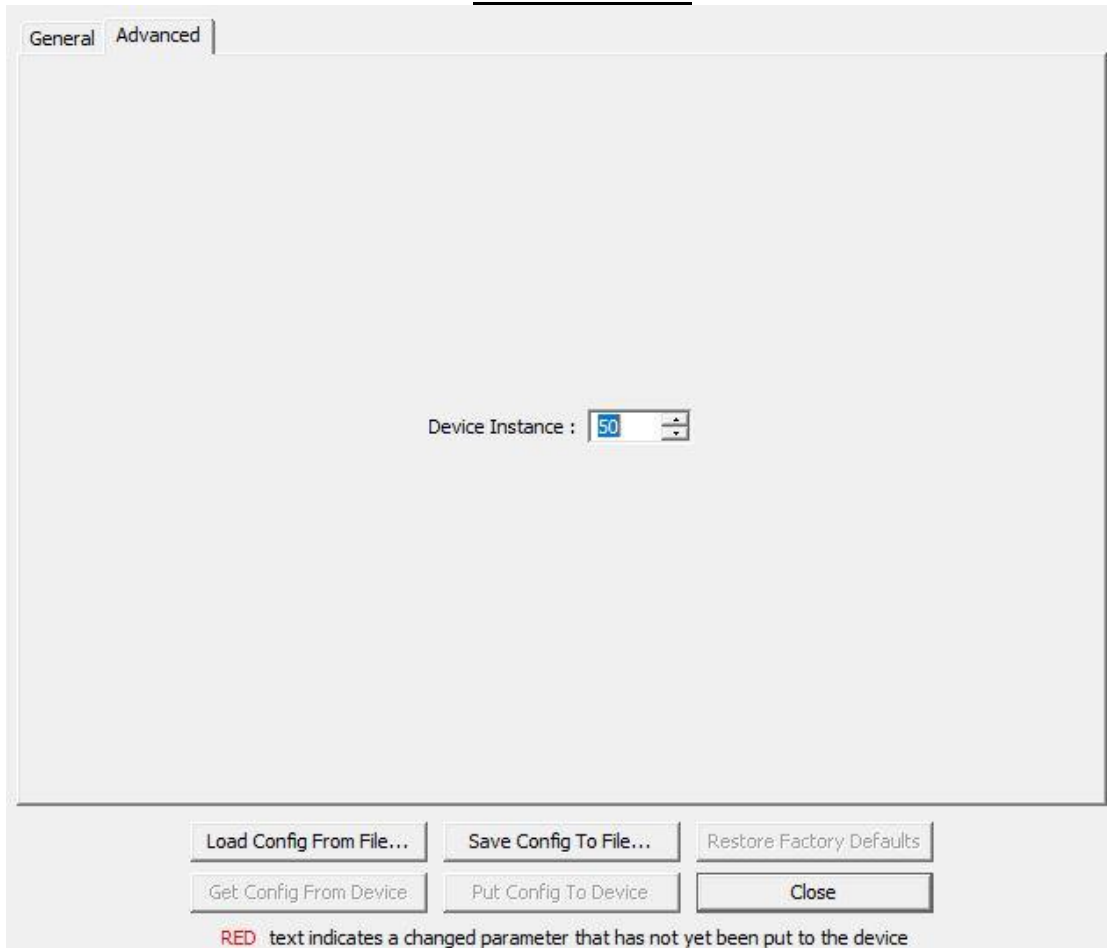 General Advanced
Device Instance : 50
Load Config From File... Save Config To File... Restore Factory Defaults
Get Config From Device Put Config To Device Close
RED text indicates a changed parameter that has not yet been put to the device